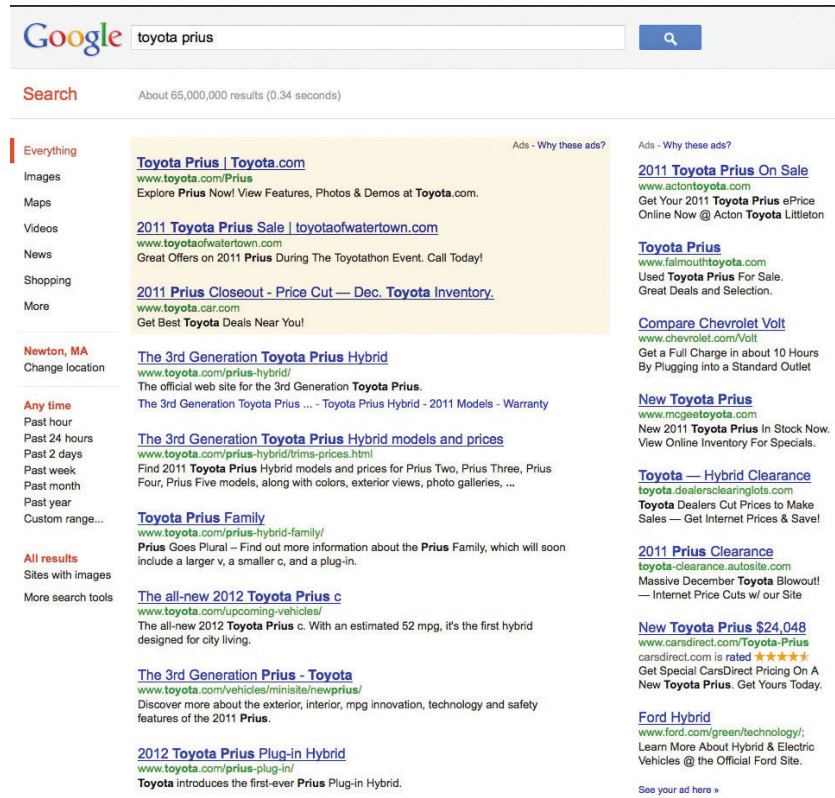 Google
toyota prius
Search
About 65,000,000 results (0.34 seconds)
Everything
Images
Maps
Videos
News
Shopping
More
Newton, MA
Change location
Any time
Past hour
Past 24 hours
Past 2 days
Past week
Past month
Past year
Custom range...
All results
Sites with images
More search tools
Ads - Why these ads?
Toyota Prius | Toyota.com
www.toyota.com/Prius
Explore Prius Now! View Features, Photos & Demos at Toyota.com.
2011 Toyota Prius Sale | toyotaofwatertown.com
www.toyotaofwatertown.com
Great Offers on 2011 Prius During The Toyotathon Event. Call Today!
2011 Prius Closeout - Price Cut — Dec. Toyota Inventory.
www.toyota.car.com
Get Best Toyota Deals Near You!
The 3rd Generation Toyota Prius Hybrid
www.toyota.com/prius-hybrid/
The official web site for the 3rd Generation Toyota Prius.
The 3rd Generation Toyota Prius ... - Toyota Prius Hybrid - 2011 Models - Warranty
The 3rd Generation Toyota Prius Hybrid models and prices
www.toyota.com/prius-hybrid/trims-prices.html
Find 2011 Toyota Prius Hybrid models and prices for Prius Two, Prius Three, Prius
Four, Prius Five models, along with colors, exterior views, photo galleries, ...
Toyota Prius Family
www.toyota.com/prius-hybrid-family/
Prius Goes Plural – Find out more information about the Prius Family, which will soon
include a larger v, a smaller c, and a plug-in.
The all-new 2012 Toyota Prius c
www.toyota.com/upcoming-vehicles/
The all-new 2012 Toyota Prius c. With an estimated 52 mpg, it's the first hybrid
designed for city living.
The 3rd Generation Prius - Toyota
www.toyota.com/vehicles/minisite/newprius/
Discover more about the exterior, interior, mpg innovation, technology and safety
features of the 2011 Prius.
2012 Toyota Prius Plug-in Hybrid
www.toyota.com/prius-plug-in/
Toyota introduces the first-ever Prius Plug-in Hybrid.
Ads - Why these ads?
2011 Toyota Prius On Sale
www.actontoyota.com
Get Your 2011 Toyota Prius ePrice
Online Now @ Acton Toyota Littleton
Toyota Prius
www.falmouthtoyota.com
Used Toyota Prius For Sale.
Great Deals and Selection.
Compare Chevrolet Volt
www.chevrolet.com/Volt
Get a Full Charge in about 10 Hours
By Plugging into a Standard Outlet
New Toyota Prius
www.mcgeetoyota.com
New 2011 Toyota Prius In Stock Now.
View Online Inventory For Specials.
Toyota — Hybrid Clearance
toyota.dealersclearinglots.com
Toyota Dealers Cut Prices to Make
Sales — Get Internet Prices & Save!
2011 Prius Clearance
toyota-clearance.autosite.com
Massive December Toyota Blowout!
— Internet Price Cuts w/ our Site
New Toyota Prius $24,048
www.carsdirect.com/Toyota-Prius
carsdirect.com is rated
Get Special CarsDirect Pricing On A
New Toyota Prius. Get Yours Today.
Ford Hybrid
www.ford.com/green/technology/;
Learn More About Hybrid & Electric
Vehicles @ the Official Ford Site.
See your ad here »